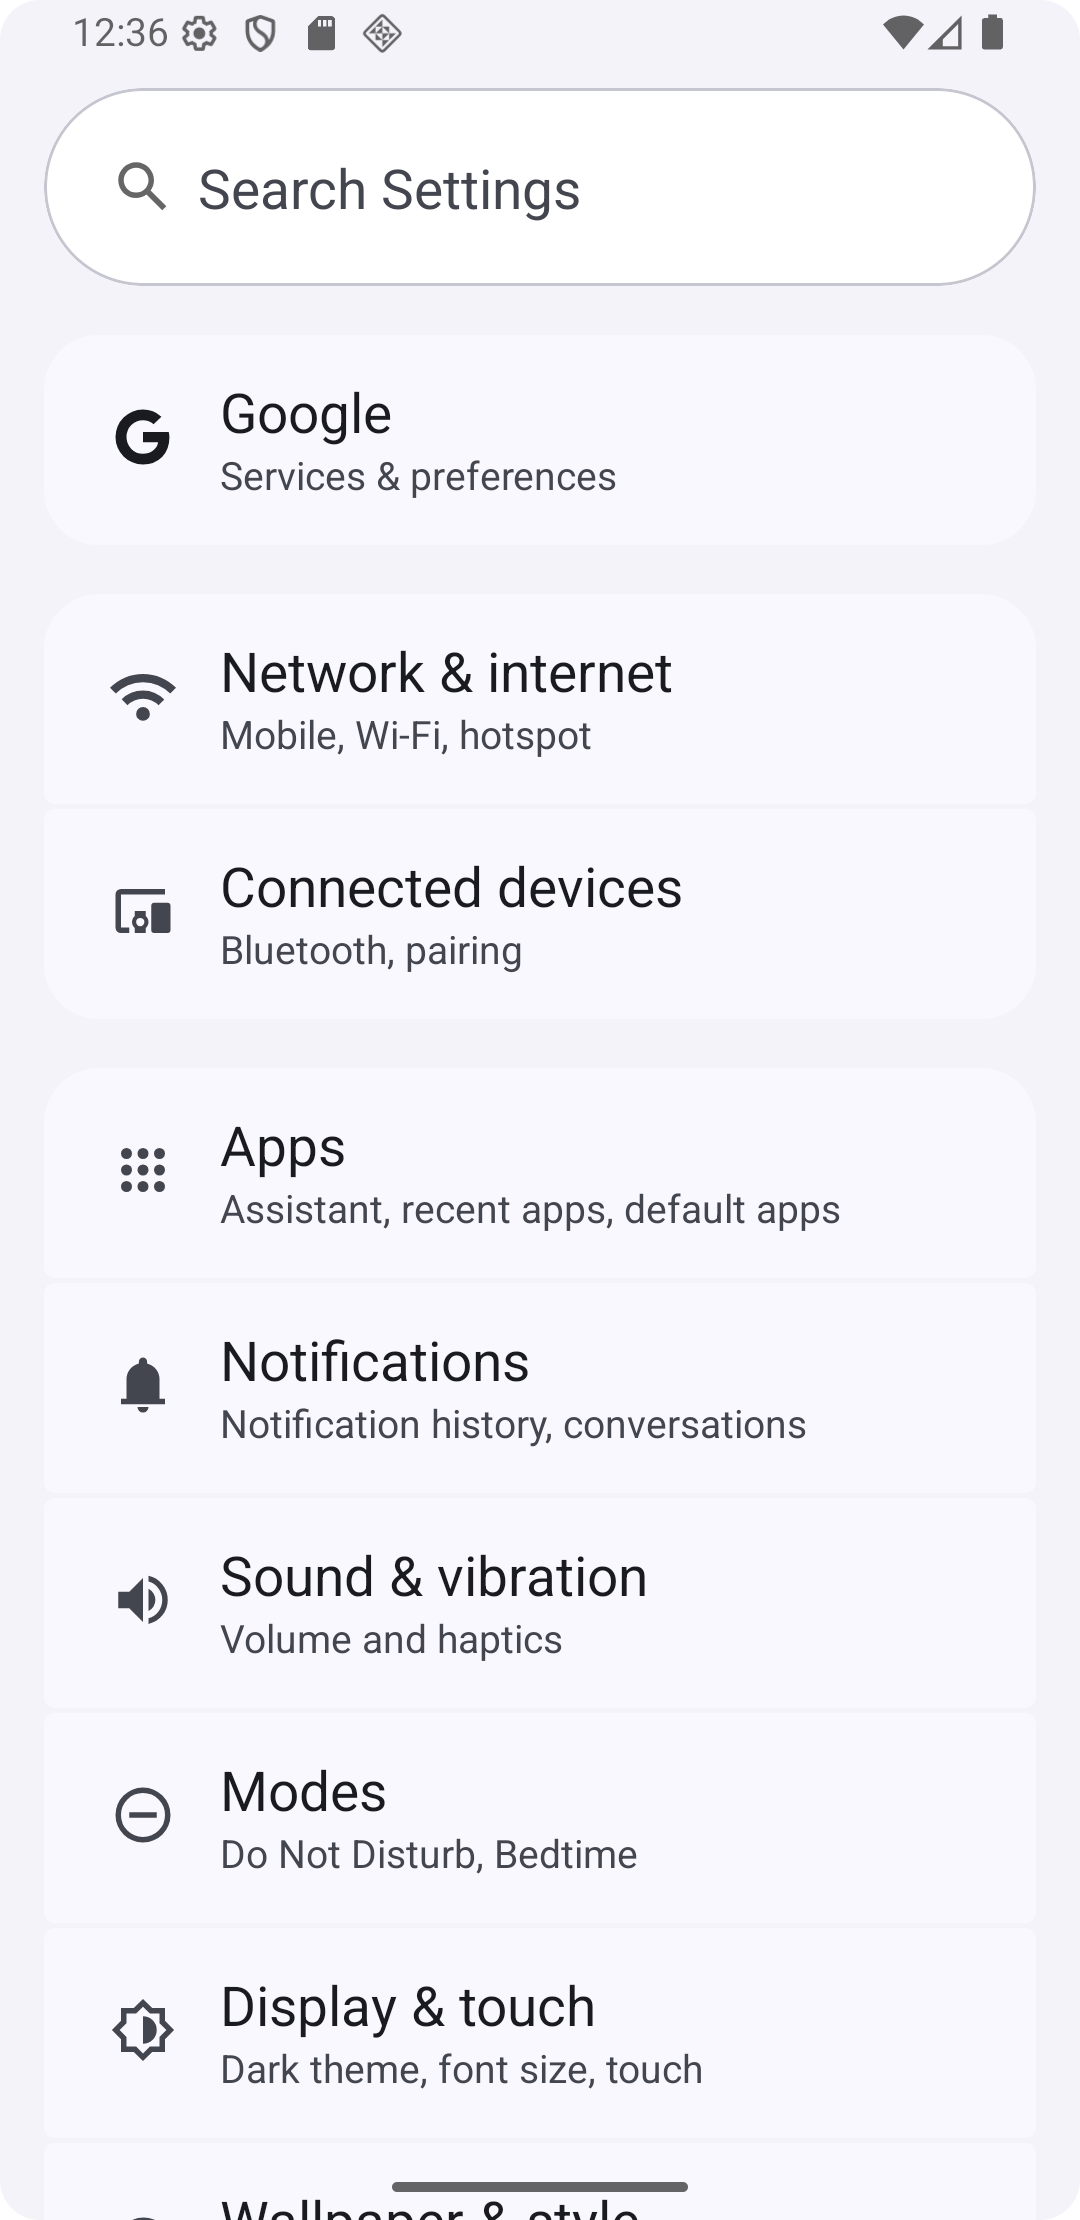 12:36
Search Settings
Google
Services & preferences
Network & internet
Mobile, Wi-Fi, hotspot
Connected devices
Bluetooth, pairing
Apps
Assistant, recent apps, default apps
Notifications
Notification history, conversations
Sound & vibration
Volume and haptics
Modes
Do Not Disturb, Bedtime
Display & touch
Dark theme, font size, touch
Wallpaper & style